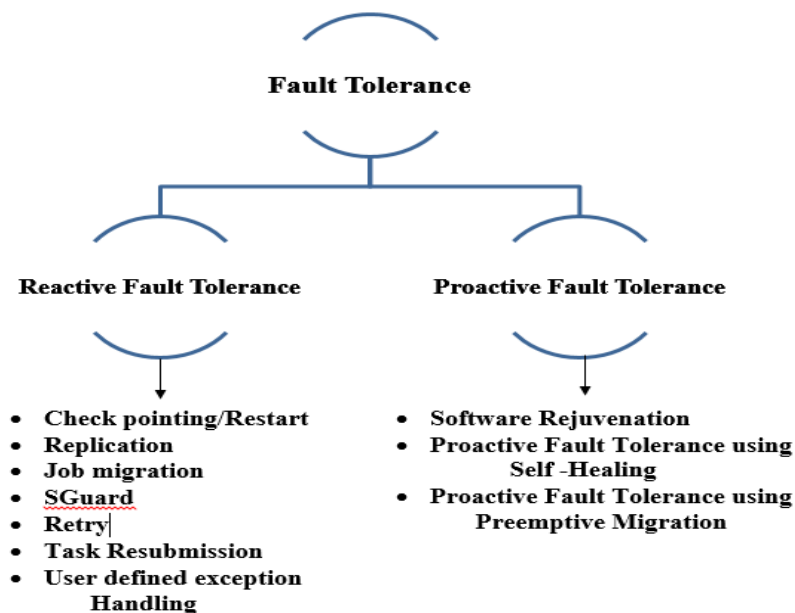 Fault Tolerance
Reactive Fault Tolerance
Proactive Fault Tolerance
• Check pointing/Restart
• Replication
• Job migration
• SGuard
• Retry
• Task Resubmission
• User defined exception
Handling
• Software Rejuvenation
• Proactive Fault Tolerance using
Self -Healing
• Proactive Fault Tolerance using
Preemptive Migration